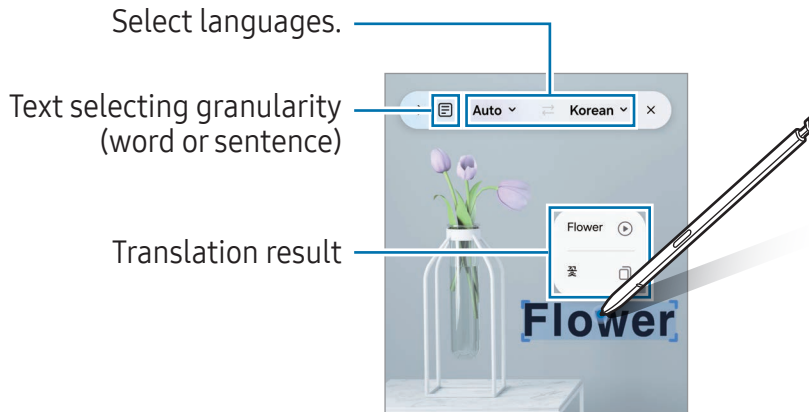 Select languages.
Text selecting granularity
(word or sentence)
Auto Korean
Flower
Translation result
꽃
Flower